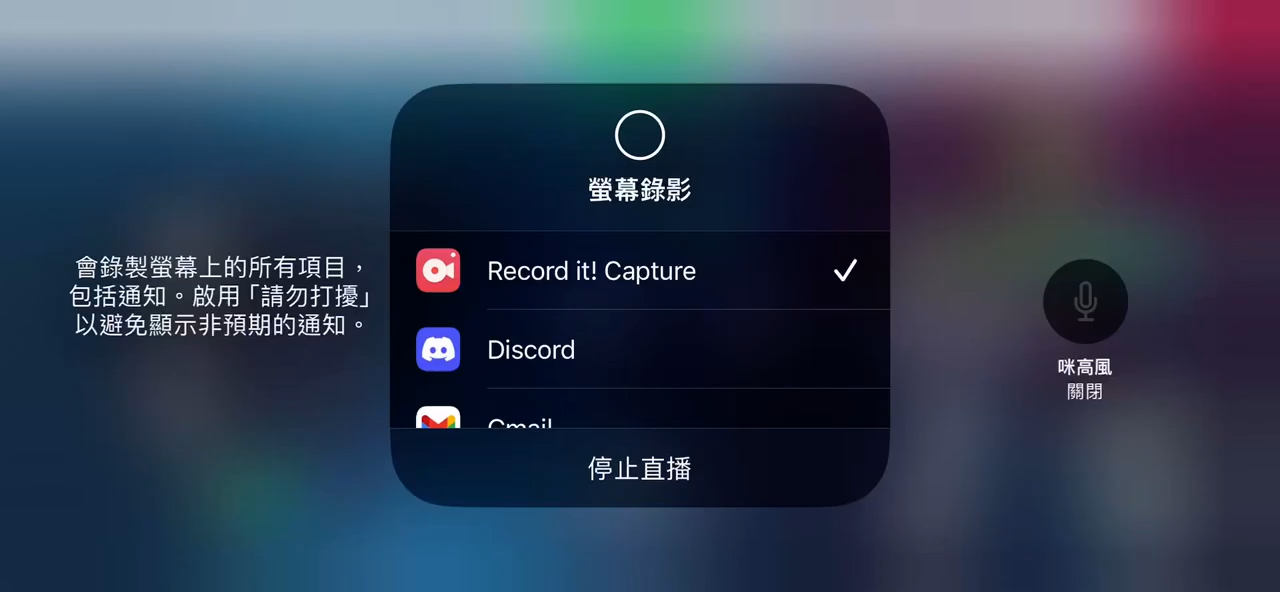 螢幕錄影
會錄製螢幕上的所有項目，
包括通知。啟用「請勿打擾」
以避免顯示非預期的通知。
Record it! Capture
Discord
Gmail
停止直播
咪高風
關閉